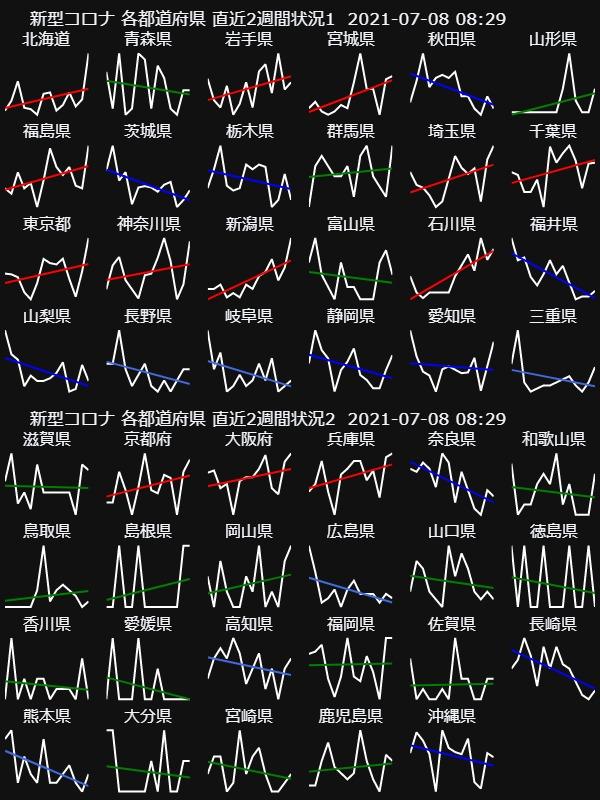 新型コロナ 各都道府県 直近2週間状況1 2021-07-08 08:29
北海道 青森県 岩手県 宮城県 秋田県 山形県
福島県 茨城県 栃木県 群馬県 埼玉県 千葉県
東京都 神奈川県 新潟県 富山県 石川県 福井県
山梨県 長野県 岐阜県 静岡県 愛知県 三重県
新型コロナ 各都道府県 直近2週間状況2 2021-07-08 08:29
滋賀県 京都府 大阪府 兵庫県 奈良県 和歌山県
鳥取県 島根県 岡山県 広島県 山口県 徳島県
香川県 愛媛県 高知県 福岡県 佐賀県 長崎県
熊本県 大分県 宮崎県 鹿児島県 沖縄県